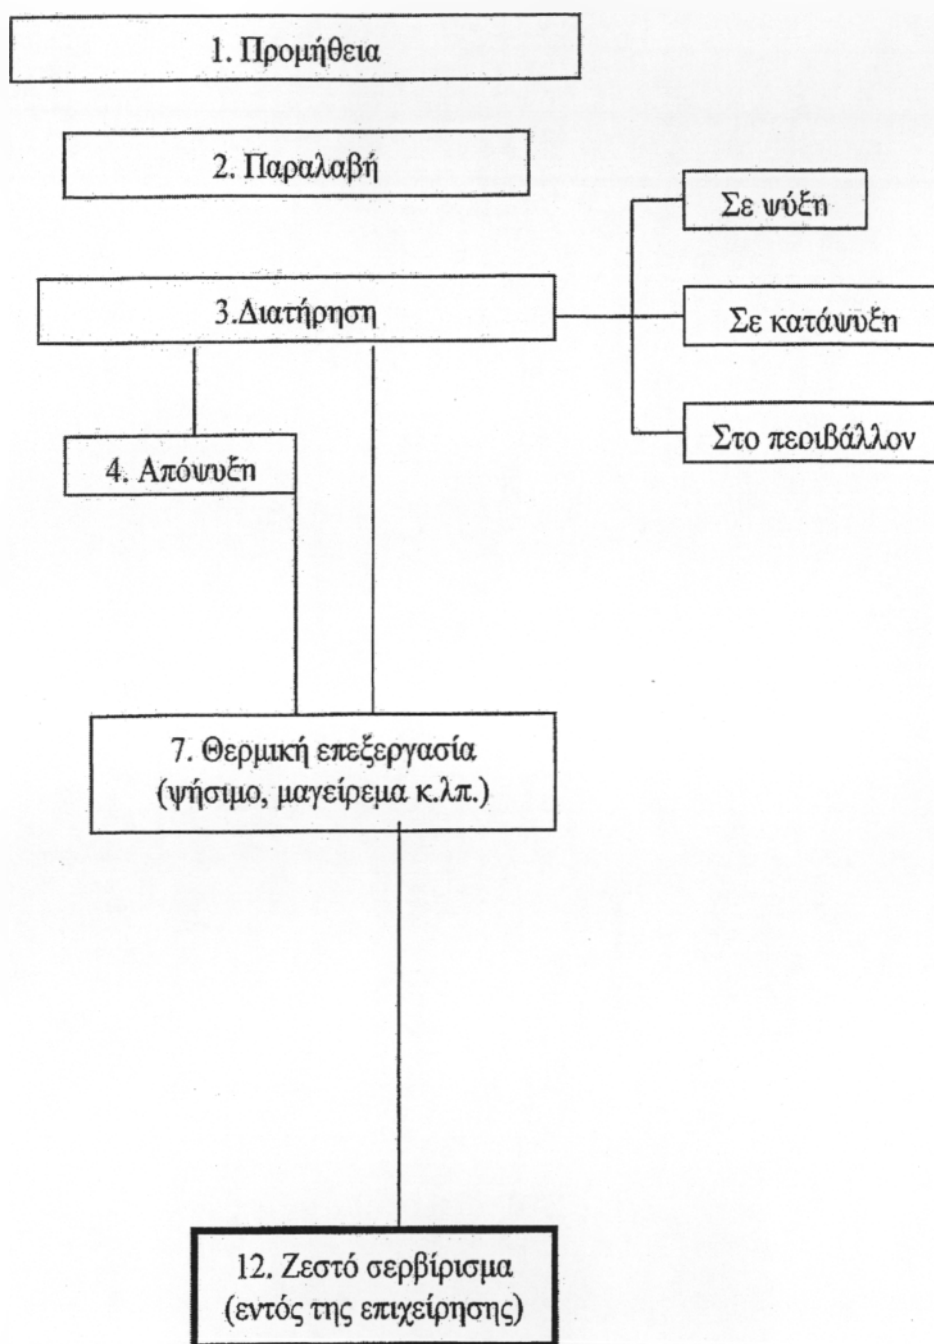 1. Προμήθεια
2. Παραλαβή
Σε ψύξη
3.Διατήρηση
Σε κατάψυξη
4. Απόψυξη
Στο περιβάλλον
7. Θερμική επεξεργασία
(ψήσιμο, μαγείρεμα κ.λπ.)
12. Ζεστό σερβίρισμα
(εντός της επιχείρησης)